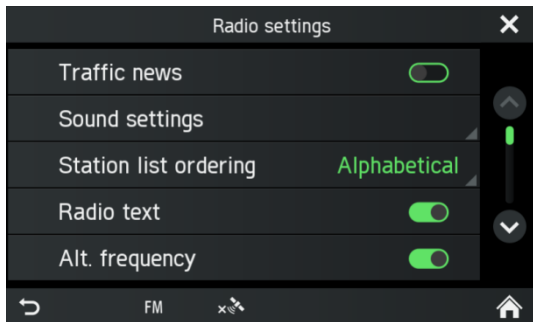 Radio settings
Traffic news
Sound settings
Station list ordering Alphabetical
Radio text
Alt. frequency
FM